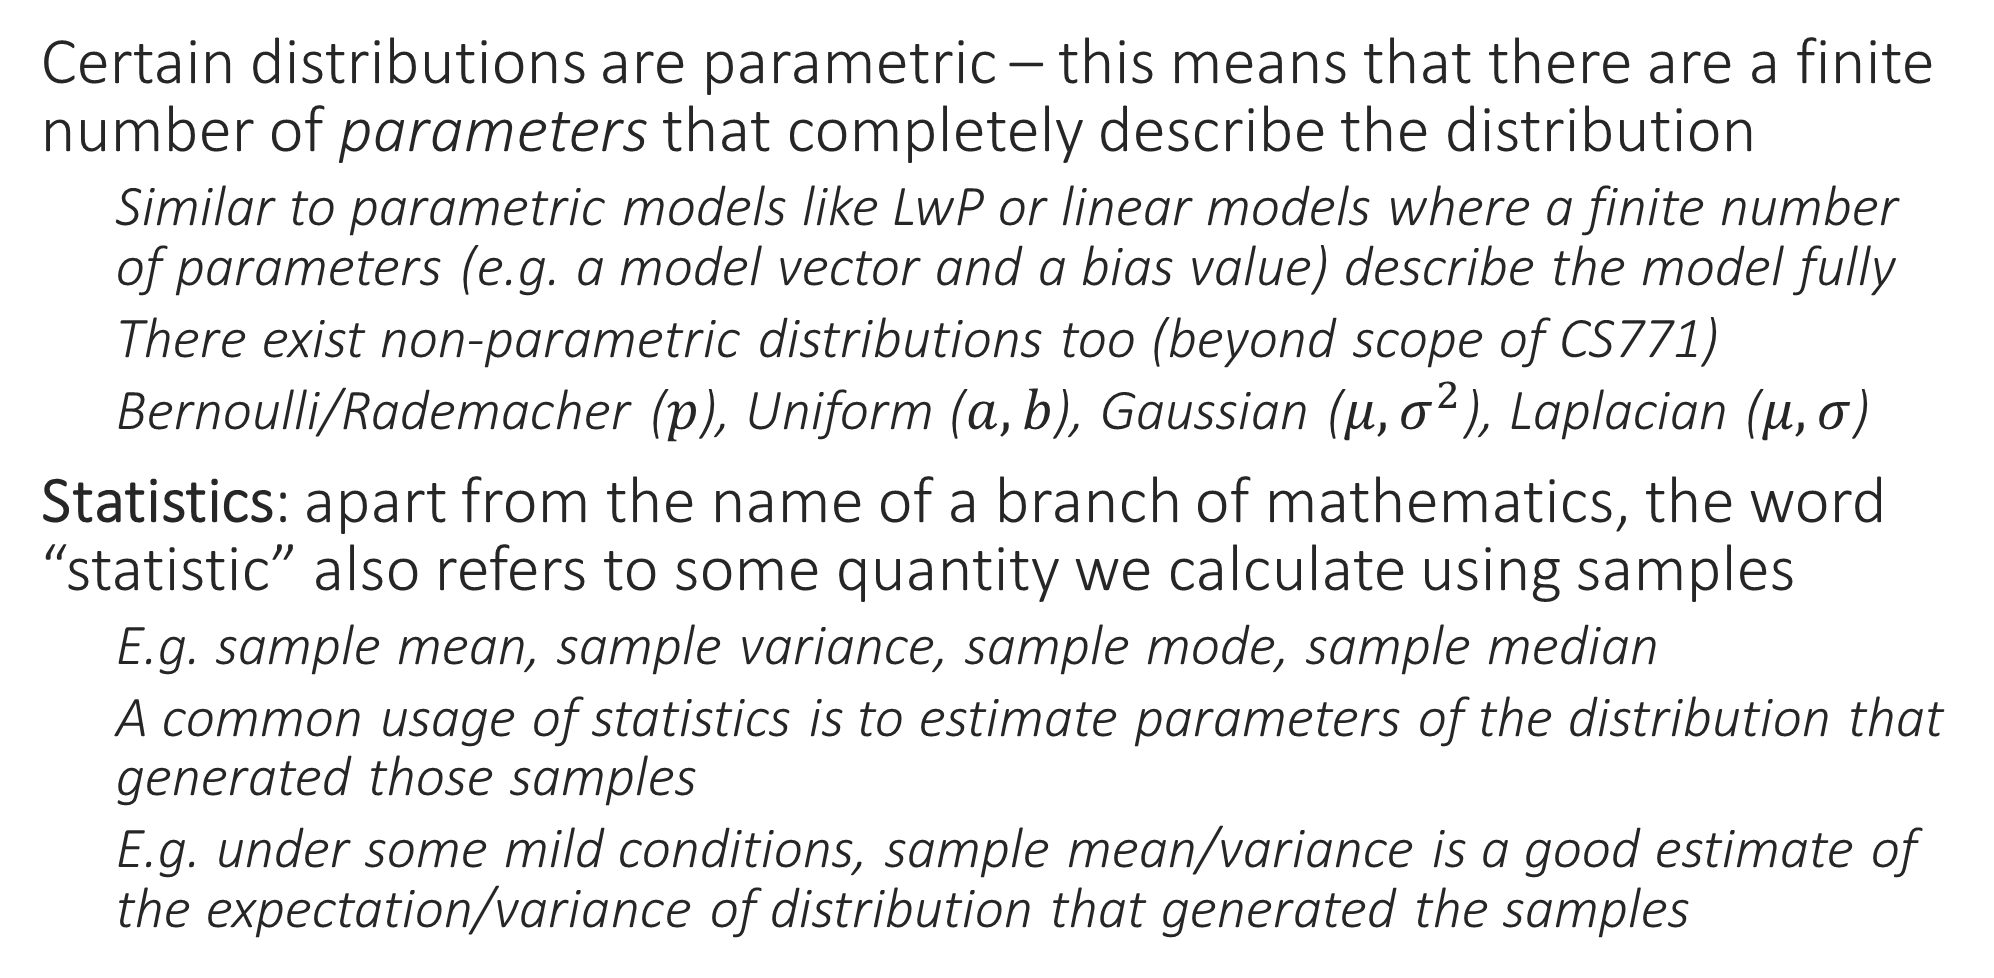 Certain distributions are parametric – this means that there are a finite
number of parameters that completely describe the distribution
Similar to parametric models like LwP or linear models where a finite number
of parameters (e.g. a model vector and a bias value) describe the model fully
There exist non-parametric distributions too (beyond scope of CS771)
Bernoulli/Rademacher (p), Uniform (a, b), Gaussian (μ, σ²), Laplacian (μ, σ)
Statistics: apart from the name of a branch of mathematics, the word
“statistic” also refers to some quantity we calculate using samples
E.g. sample mean, sample variance, sample mode, sample median
A common usage of statistics is to estimate parameters of the distribution that
generated those samples
E.g. under some mild conditions, sample mean/variance is a good estimate of
the expectation/variance of distribution that generated the samples